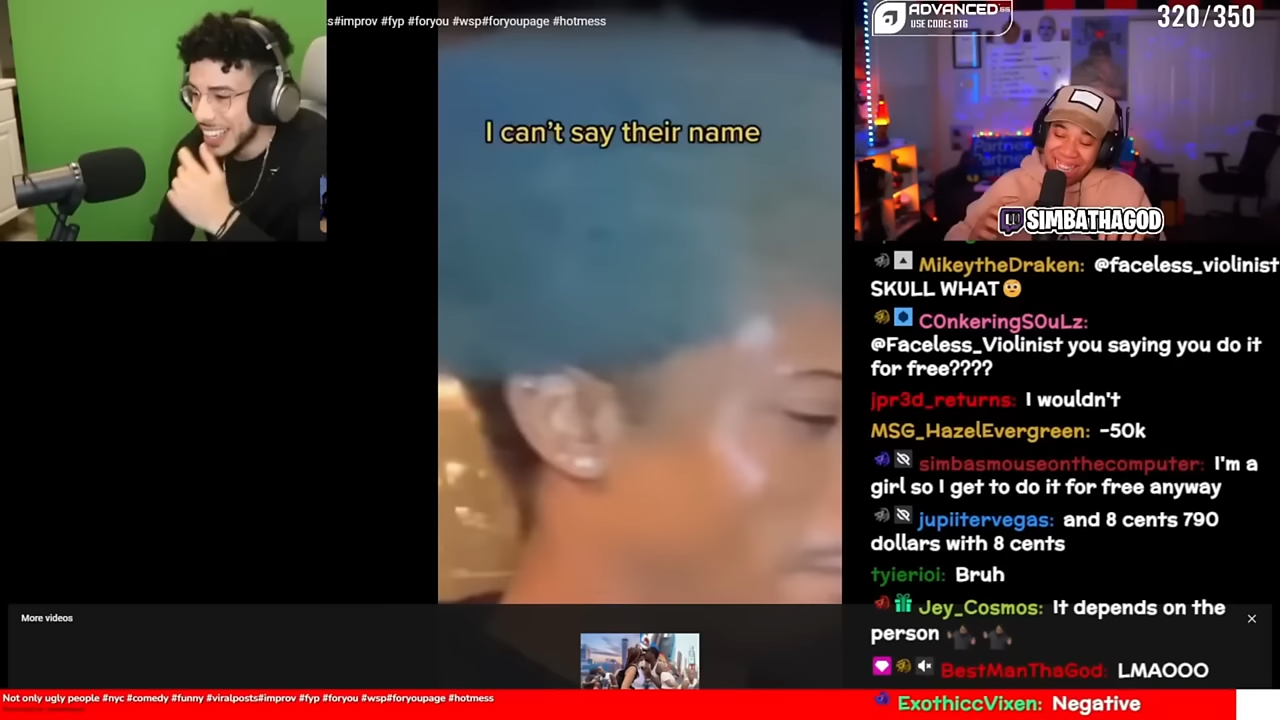 s#improv #fyp #foryou #wsp#foryoupage #hotmess
ADVANCED GG
USE CODE: STG
320/350
I can't say their name
Partner
Partne
SIMBATHAGOD
MikeytheDraken: @faceless_violinist
SKULL WHAT🥹
C0nkeringS0uLz:
@Faceless_Violinist you saying you do it
for free????
jpr3d_returns: I wouldn't
MSG_HazelEvergreen: -50k
simbasmouseonthecomputer: I'm a
girl so I get to do it for free anyway
jupiitervegas: and 8 cents 790
dollars with 8 cents
tyierioi: Bruh
Jey_Cosmos: It depends on the
person
BestManThaGod: LMAOOO
ExothiccVixen: Negative
More videos
Not only ugly people #nyc #comedy #funny #viralposts#improv #fyp #foryou #wsp#foryoupage #hotmess